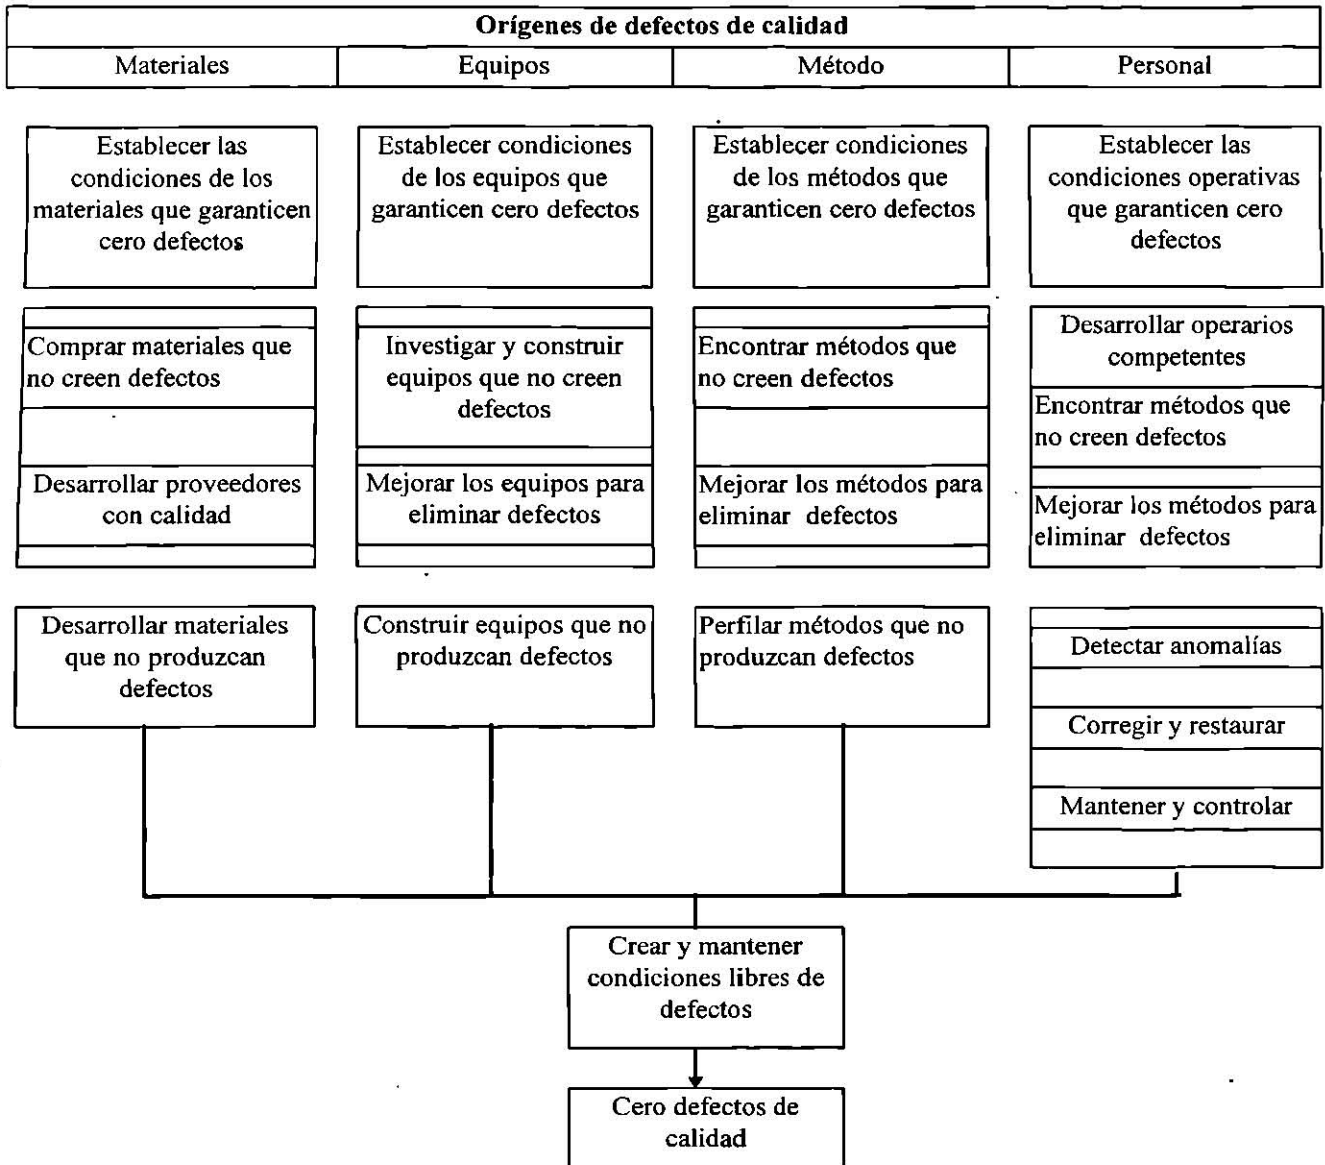 Orígenes de defectos de calidad
Materiales
Equipos
Método
Personal
Establecer las
condiciones de los
materiales que garanticen
cero defectos
Establecer condiciones
de los equipos que
garanticen cero defectos
Establecer condiciones
de los métodos que
garanticen cero defectos
Establecer las
condiciones operativas
que garanticen cero
defectos
Comprar materiales que
no creen defectos
Desarrollar proveedores
con calidad
Investigar y construir
equipos que no creen
defectos
Mejorar los equipos para
eliminar defectos
Encontrar métodos que
no creen defectos
Mejorar los métodos para
eliminar defectos
Desarrollar operarios
competentes
Encontrar métodos que
no creen defectos
Mejorar los métodos para
eliminar defectos
Desarrollar materiales
que no produzcan
defectos
Construir equipos que no
produzcan defectos
Perfilar métodos que no
produzcan defectos
Detectar anomalías
Corregir y restaurar
Mantener y controlar
Crear y mantener
condiciones libres de
defectos
Cero defectos de
calidad